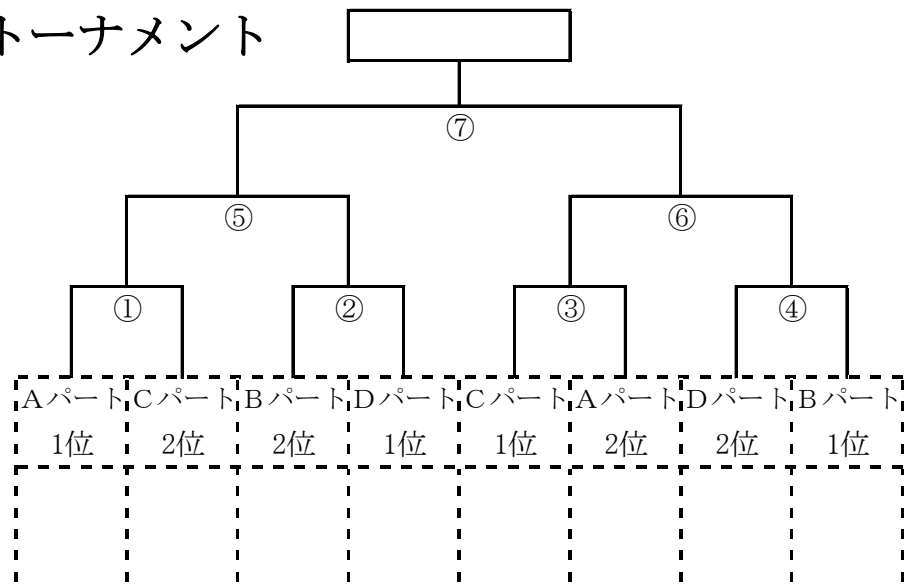 トーナメント
⑦
⑤ ⑥
① ② ③ ④
Aパート Cパート Bパート Dパート Cパート Aパート Dパート Bパート
1位 2位 2位 1位 1位 2位 2位 1位